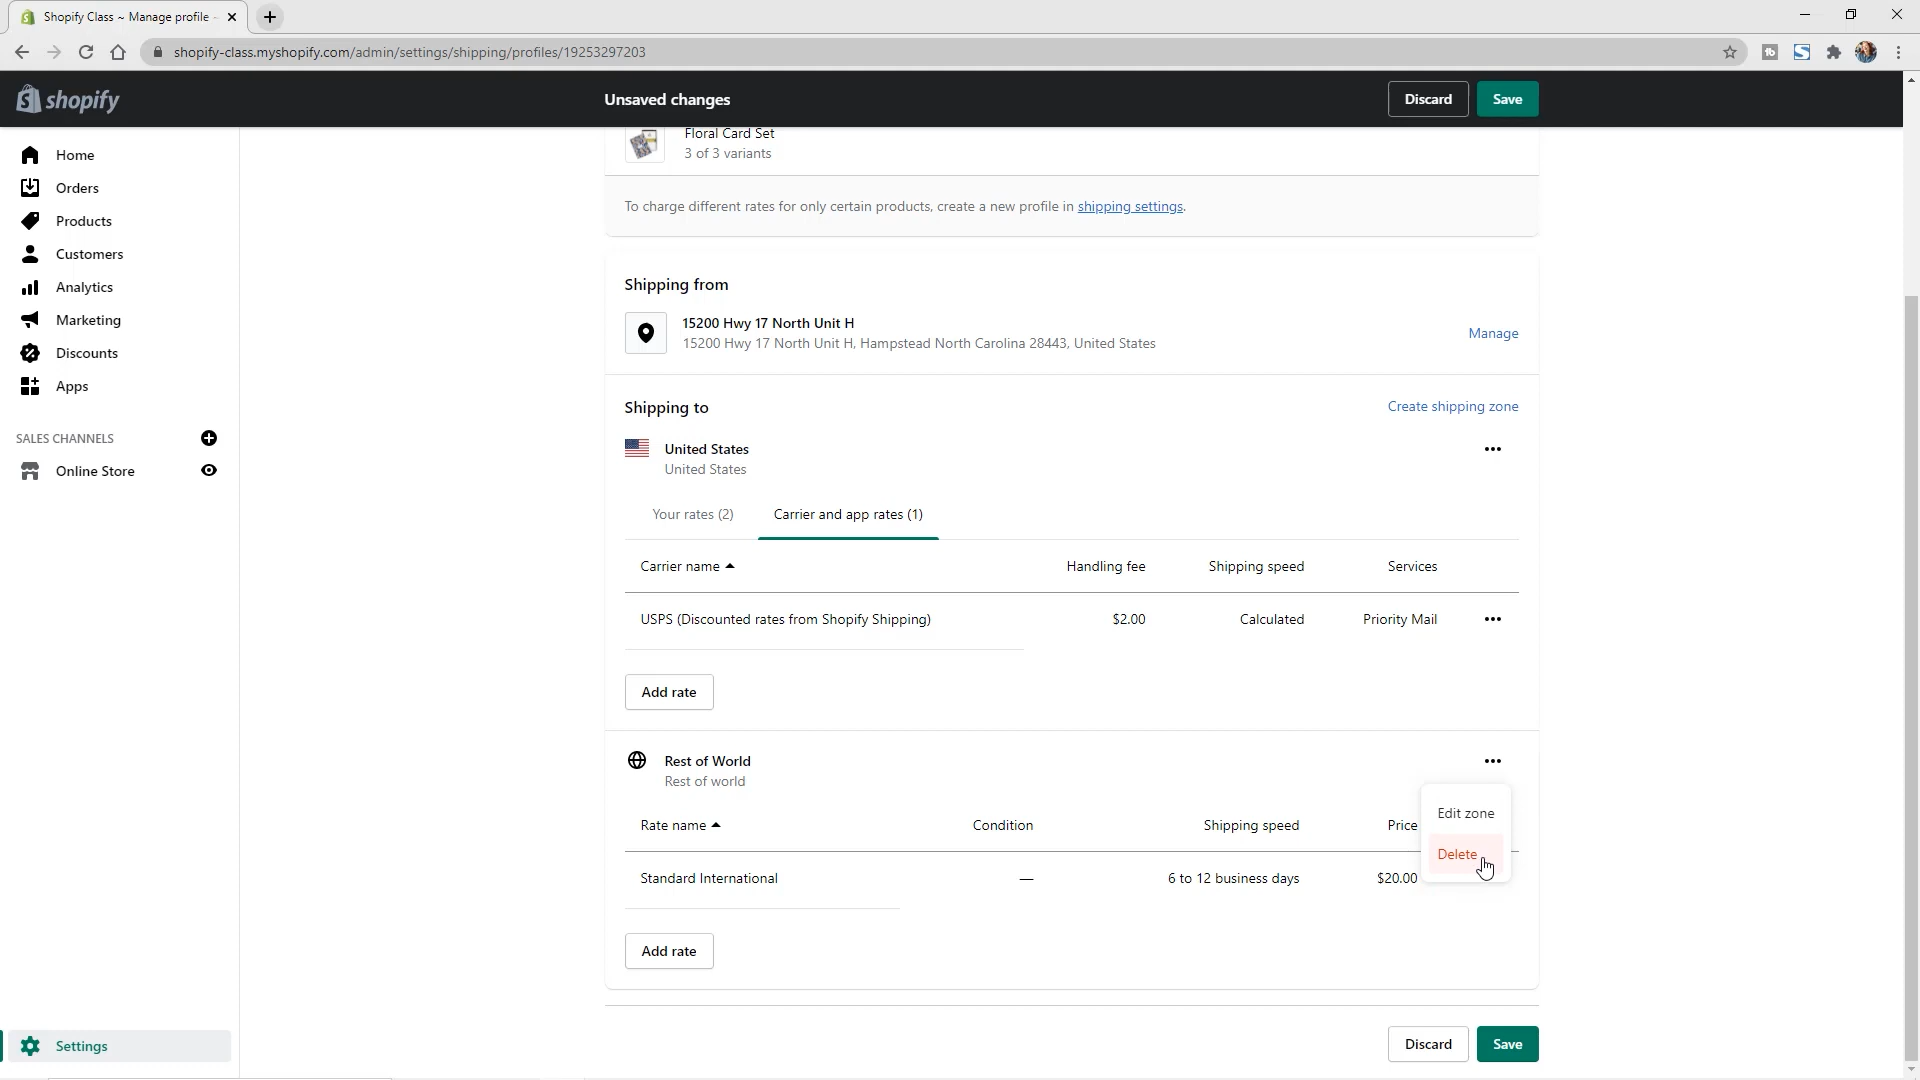 Shopify Class ~ Manage profile
shopify-class.myshopify.com/admin/settings/shipping/profiles/19253297203
shopify
Unsaved changes
Discard
Save
Home
Orders
Products
Customers
Analytics
Marketing
Discounts
Apps
SALES CHANNELS
Online Store
Settings
Floral Card Set
3 of 3 variants
To charge different rates for only certain products, create a new profile in shipping settings.
Shipping from
15200 Hwy 17 North Unit H
15200 Hwy 17 North Unit H, Hampstead North Carolina 28443, United States
Manage
Shipping to
Create shipping zone
United States
United States
Your rates (2)
Carrier and app rates (1)
Carrier name Handling fee Shipping speed Services
USPS (Discounted rates from Shopify Shipping) $2.00 Calculated Priority Mail
Add rate
Rest of World
Rest of world
Edit zone
Delete
Rate name Condition Shipping speed Price
Standard International — 6 to 12 business days $20.00
Add rate
Discard
Save